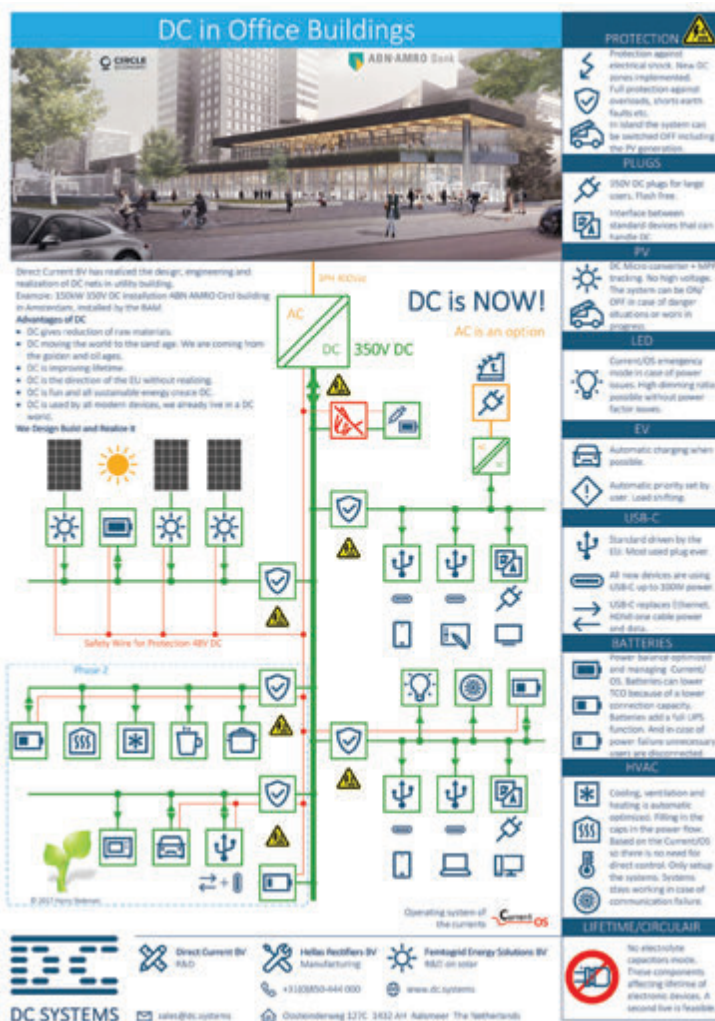 DC in Office Buildings
CIRCLE
ECONOMY
ABN·AMRO Bank
Direct Current BV has realized the design, engineering and
realization of DC nets in utility building.
Example: 150kW 350V DC installation ABN AMRO Circl building
in Amsterdam, installed by the BAM.
Advantages of DC
DC gives reduction of raw materials.
DC moving the world to the sand age. We are coming from
the golden and oil ages.
DC is improving lifetime.
DC is the direction of the EU without realizing.
DC is fun and all sustainable energy create DC.
DC is used by all modern devices, we already live in a DC
world.
We Design Build and Realize it
3PH 400Vac
AC
DC
350V DC
DC is NOW!
AC is an option
AC
DC
Safety Wire for Protection 48V DC
Phase 2
© 2017 Harry Stokman
Operating system of
the currents
Current OS
PROTECTION
Protection against
electrical shock. New DC
zones implemented.
Full protection against
overloads, shorts earth
faults etc.
In island the system can
be switched OFF including
the PV generation.
PLUGS
350V DC plugs for large
users. Flash free.
Interface between
standard devices that can
handle DC.
PV
DC Micro converter + MPP
tracking. No high voltage.
The system can be ON/
OFF in case of danger
situations or work in
progress.
LED
Current/OS emergency
mode in case of power
issues. High dimming ratio
possible without power
factor issues.
EV
Automatic charging when
possible.
Automatic priority set by
user. Load shifting.
USB-C
Standard driven by the
EU. Most used plug ever.
All new devices are using
USB-C up to 100W power.
USB-C replaces Ethernet,
HDMI one cable power
and data.
BATTERIES
Power balance optimized
and managing Current/
OS. Batteries can lower
TCO because of a lower
connection capacity.
Batteries add a full UPS
function. And in case of
power failure unnecessary
users are disconnected
HVAC
Cooling, ventilation and
heating is automatic
optimized. Filling in the
caps in the power flow.
Based on the Current/OS
so there is no need for
direct control. Only setup
the systems. Systems
stays working in case of
communication failure.
LIFETIME/CIRCULAIR
No electrolyte
capacitors mode.
These components
affecting lifetime of
electronic devices. A
second live is feasible
DC SYSTEMS
Direct Current BV
R&D
Hellas Rectifiers BV
Manufacturing
Femtogrid Energy Solutions BV
R&D on solar
+31(0)850-444 000
www.dc.systems
sales@dc.systems
Oosteinderweg 127C 1432 AH Aalsmeer The Netherlands